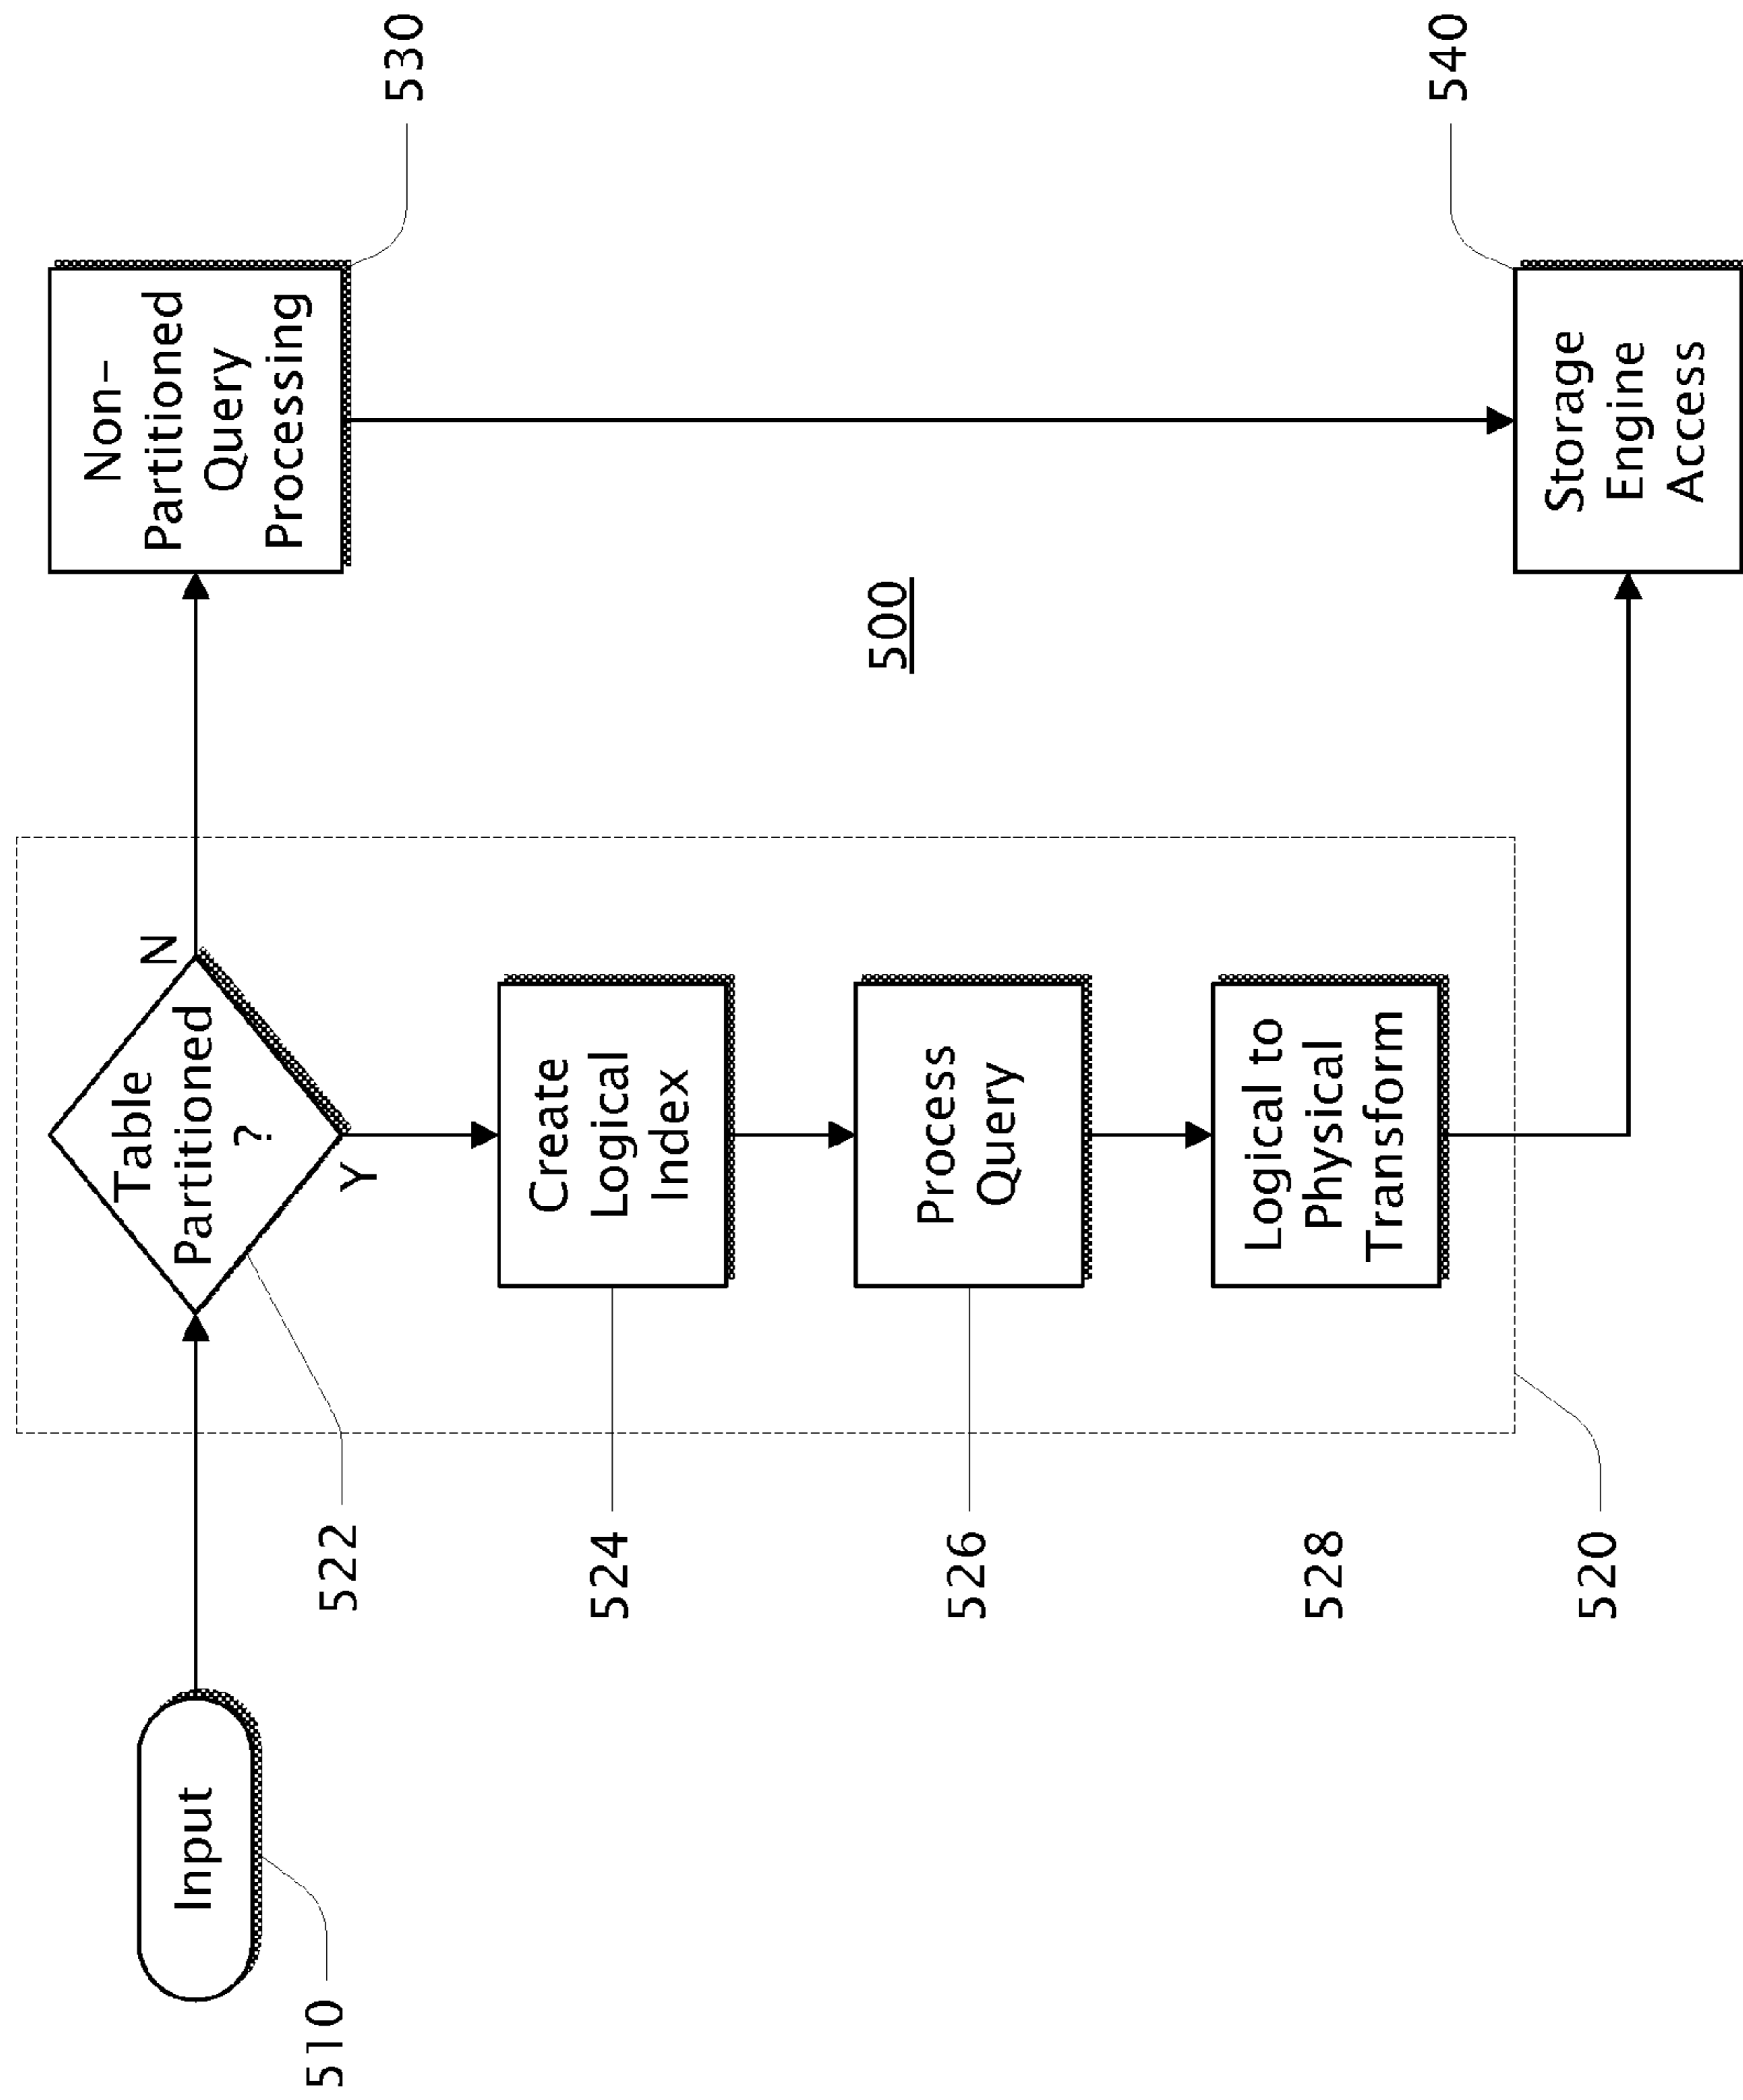 Input
510
Table
Partitioned
?
N
Y
522
Create
Logical
Index
524
Process
Query
526
Logical to
Physical
Transform
528
520
500
Non-
Partitioned
Query
Processing
530
Storage
Engine
Access
540